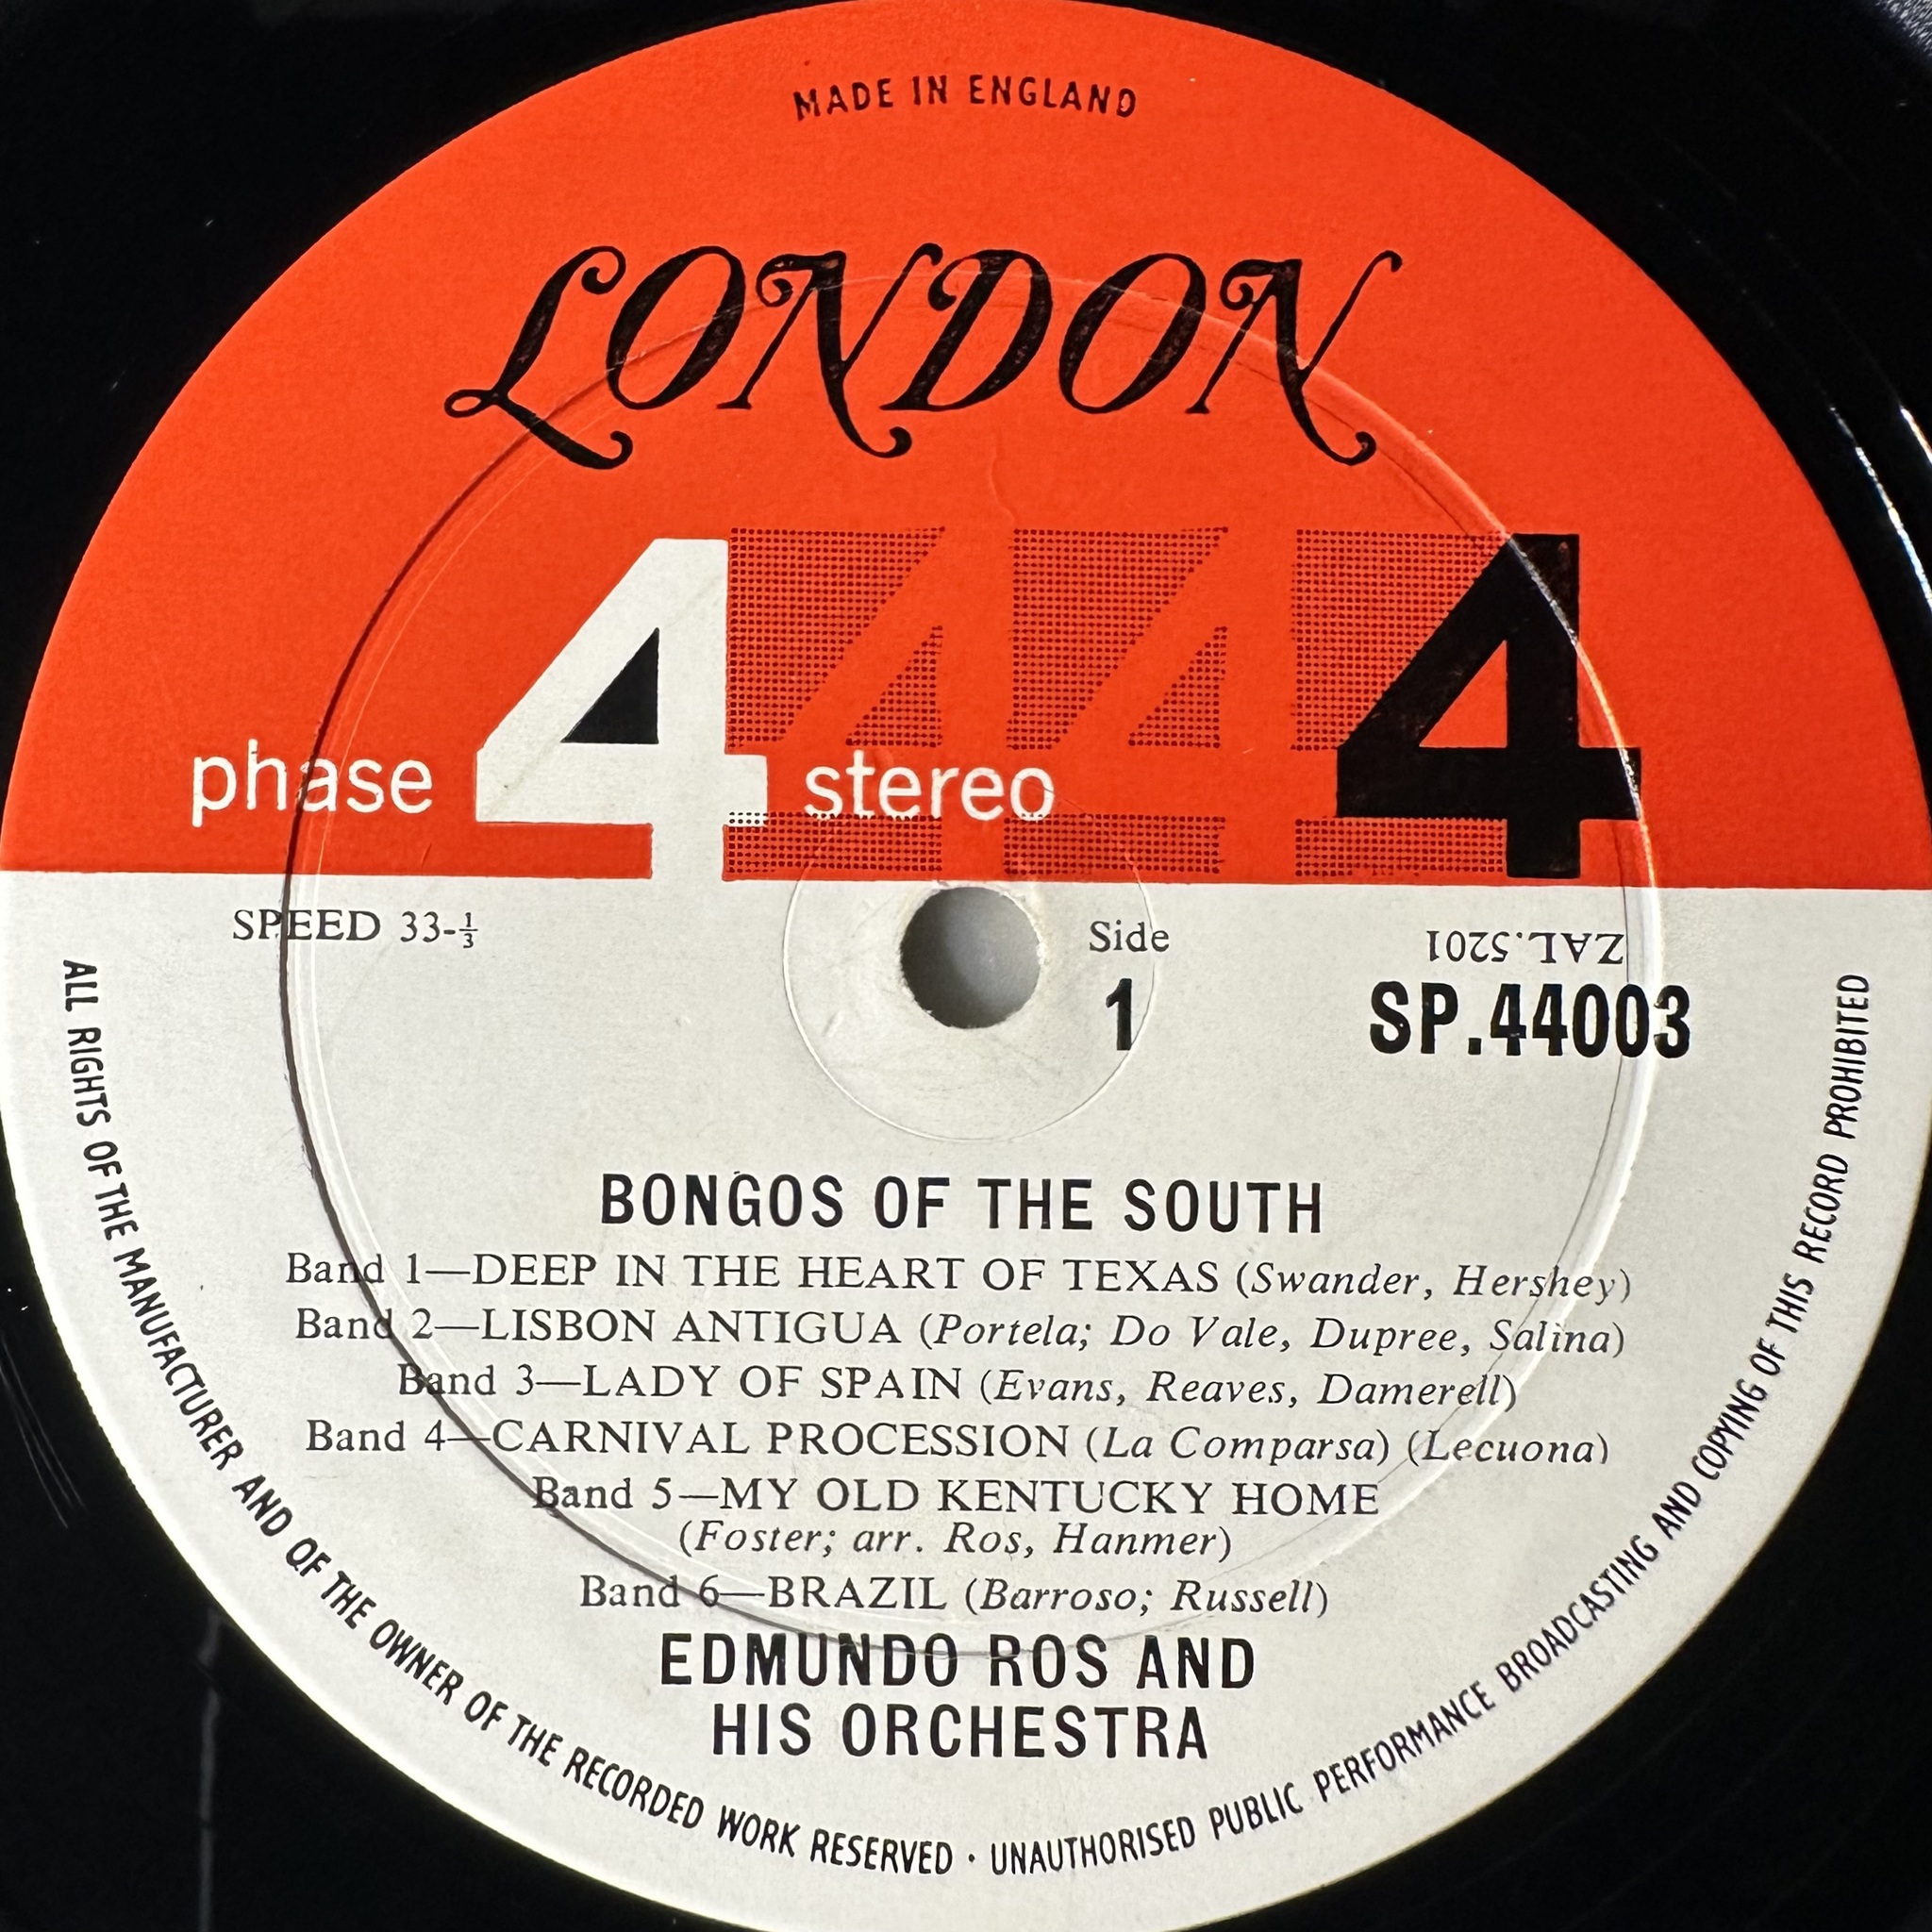 MADE IN ENGLAND
LONDON
phase 4 stereo 4 4 4
SPEED 33-⅓
Side
1
ZAL.5201
SP.44003
BONGOS OF THE SOUTH
Band 1—DEEP IN THE HEART OF TEXAS (Swander, Hershey)
Band 2—LISBON ANTIGUA (Portela; Do Vale, Dupree, Salina)
Band 3—LADY OF SPAIN (Evans, Reaves, Damerell)
Band 4—CARNIVAL PROCESSION (La Comparsa) (Lecuona)
Band 5—MY OLD KENTUCKY HOME
(Foster; arr. Ros, Hanmer)
Band 6—BRAZIL (Barroso; Russell)
EDMUNDO ROS AND
HIS ORCHESTRA
ALL RIGHTS OF THE MANUFACTURER AND OF THE OWNER OF THE RECORDED WORK RESERVED · UNAUTHORISED PUBLIC PERFORMANCE BROADCASTING AND COPYING OF THIS RECORD PROHIBITED